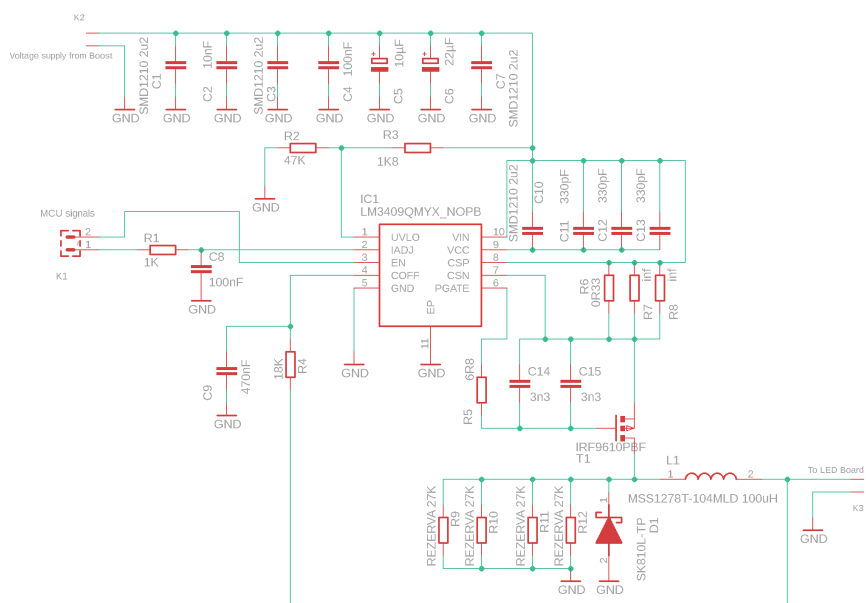 K2
Voltage supply from Boost
GND
SMD1210 2u2
C1
GND
10nF
C2
GND
SMD1210 2u2
C3
GND
100nF
C4
GND
+
10µF
C5
GND
+
22µF
C6
GND
C7
SMD1210 2u2
GND
R2
47K
GND
R3
1K8
SMD1210 2u2
C10
330pF
C11
330pF
C12
330pF
C13
IC1
LM3409QMYX_NOPB
MCU signals
2
1
K1
R1
1K
C8
100nF
GND
1 UVLO VIN 10
2 IADJ VCC 9
3 EN CSP 8
4 COFF CSN 7
5 GND PGATE 6
EP
11
GND
GND
R6
0R33
inf
R7
inf
R8
C9
470nF
GND
18K
R4
6R8
R5
C14
3n3
C15
3n3
IRF9610PBF
T1
L1
1 2
MSS1278T-104MLD 100uH
To LED Board
K3
GND
REZERVA 27K
R9
REZERVA 27K
R10
REZERVA 27K
R11
REZERVA 27K
R12
GND
1
2
SK810L-TP
D1
GND